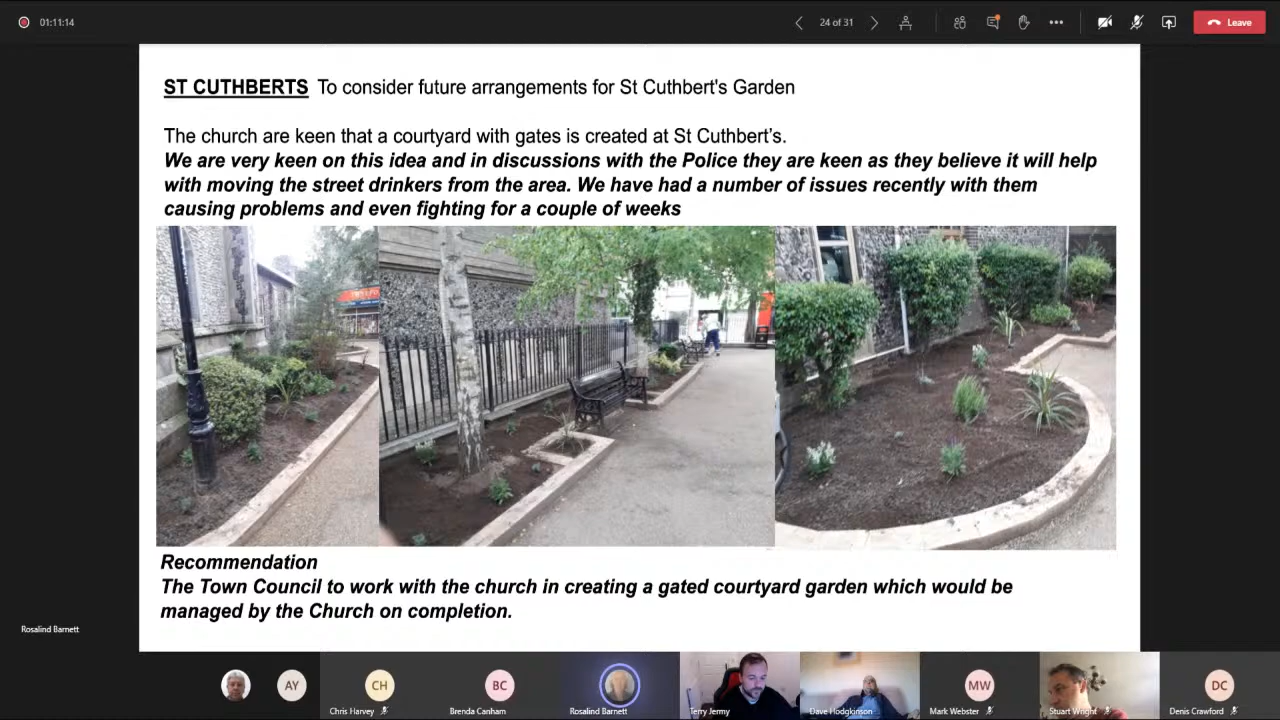 01:11:14
24 of 31
Leave
ST CUTHBERTS To consider future arrangements for St Cuthbert's Garden
The church are keen that a courtyard with gates is created at St Cuthbert's.
We are very keen on this idea and in discussions with the Police they are keen as they believe it will help
with moving the street drinkers from the area. We have had a number of issues recently with them
causing problems and even fighting for a couple of weeks
Recommendation
The Town Council to work with the church in creating a gated courtyard garden which would be
managed by the Church on completion.
Rosalind Barnett
AY
CH
BC
MW
DC
Chris Harvey
Brenda Canham
Rosalind Barnett
Terry Jermy
Dave Hodgkinson
Mark Webster
Stuart Wright
Denis Crawford